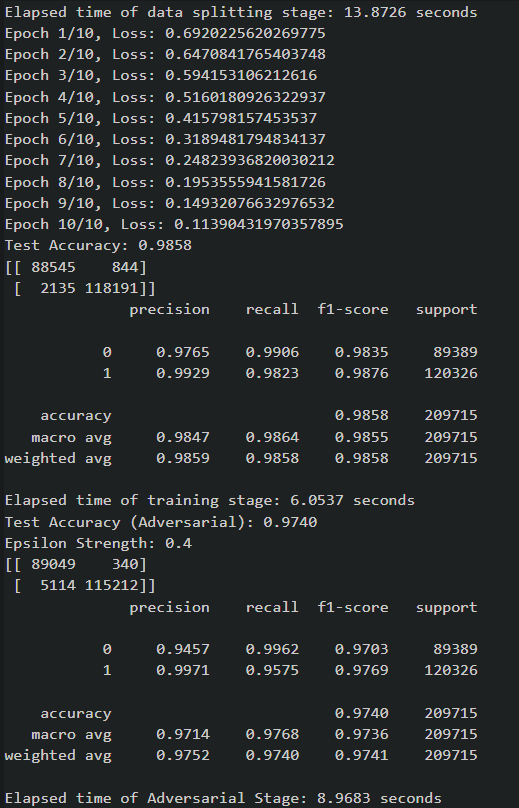 Elapsed time of data splitting stage: 13.8726 seconds
Epoch 1/10, Loss: 0.6920225620269775
Epoch 2/10, Loss: 0.6470841765403748
Epoch 3/10, Loss: 0.594153106212616
Epoch 4/10, Loss: 0.5160180926322937
Epoch 5/10, Loss: 0.415798157453537
Epoch 6/10, Loss: 0.3189481794834137
Epoch 7/10, Loss: 0.24823936820030212
Epoch 8/10, Loss: 0.1953555941581726
Epoch 9/10, Loss: 0.14932076632976532
Epoch 10/10, Loss: 0.11390431970357895
Test Accuracy: 0.9858
[[ 88545    844]
 [  2135 118191]]
              precision    recall  f1-score   support

           0     0.9765    0.9906    0.9835     89389
           1     0.9929    0.9823    0.9876    120326

    accuracy                         0.9858    209715
   macro avg     0.9847    0.9864    0.9855    209715
weighted avg     0.9859    0.9858    0.9858    209715

Elapsed time of training stage: 6.0537 seconds
Test Accuracy (Adversarial): 0.9740
Epsilon Strength: 0.4
[[ 89049    340]
 [  5114 115212]]
              precision    recall  f1-score   support

           0     0.9457    0.9962    0.9703     89389
           1     0.9971    0.9575    0.9769    120326

    accuracy                         0.9740    209715
   macro avg     0.9714    0.9768    0.9736    209715
weighted avg     0.9752    0.9740    0.9741    209715

Elapsed time of Adversarial Stage: 8.9683 seconds